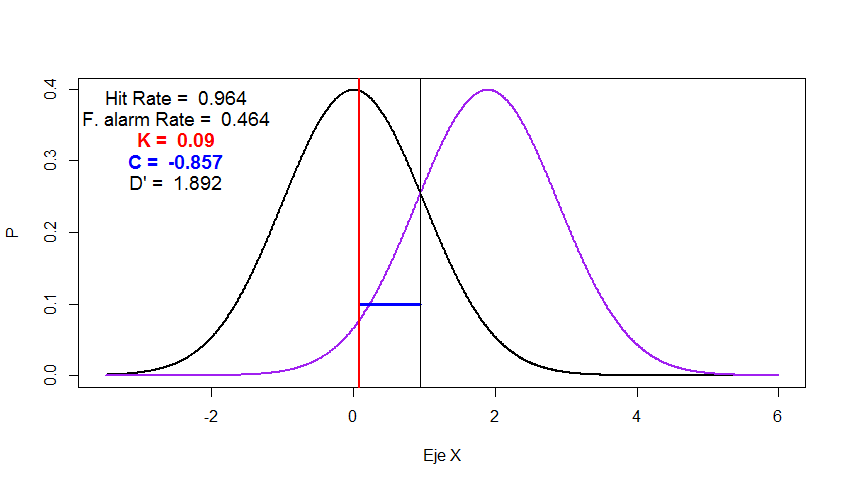 Hit Rate = 0.964
F. alarm Rate = 0.464
K = 0.09
C = -0.857
D' = 1.892
0.4
0.3
0.2
0.1
0.0
P
-2 0 2 4 6
Eje X